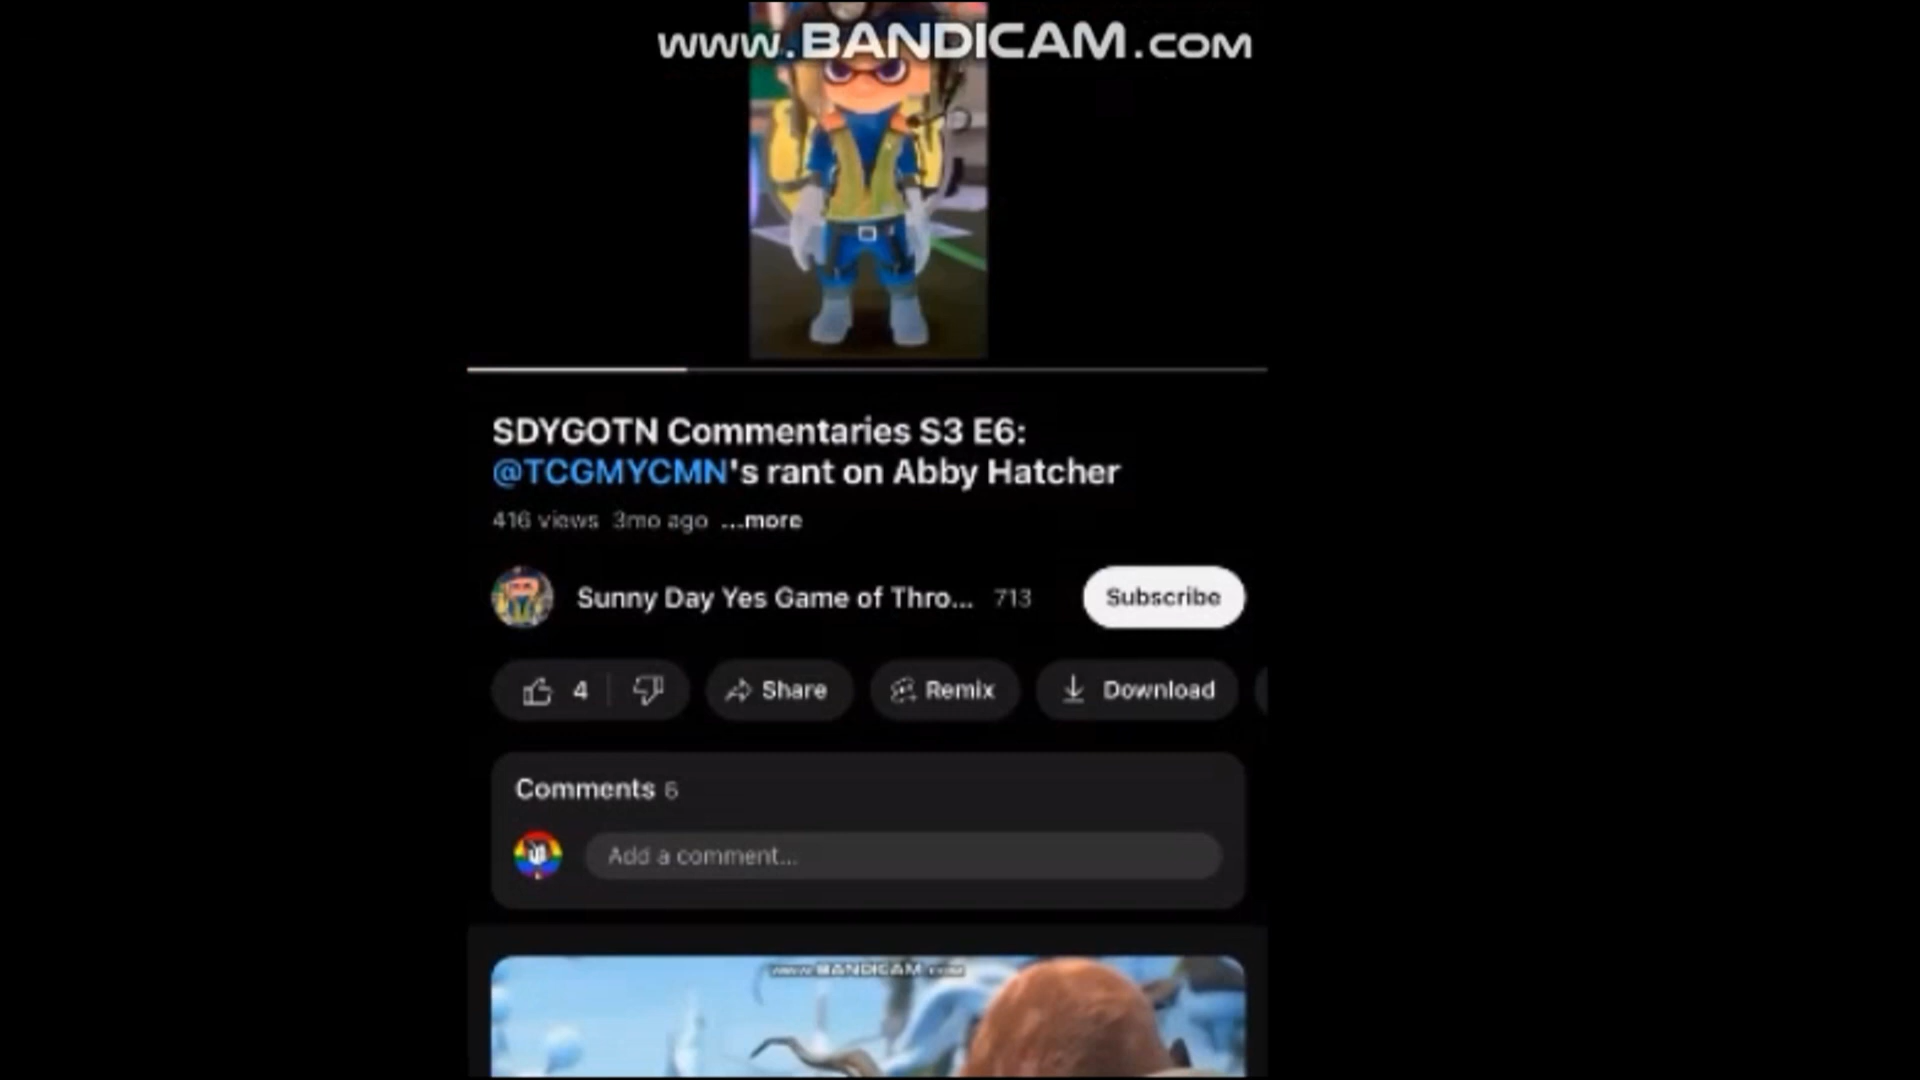 www.BANDICAM.COM
SDYGOTN Commentaries S3 E6:
@TCGMYCMN's rant on Abby Hatcher
416 views 3mo ago ...more
Sunny Day Yes Game of Thro... 713 Subscribe
4 Share Remix Download
Comments 6
Add a comment...
www.BANDICAM.COM